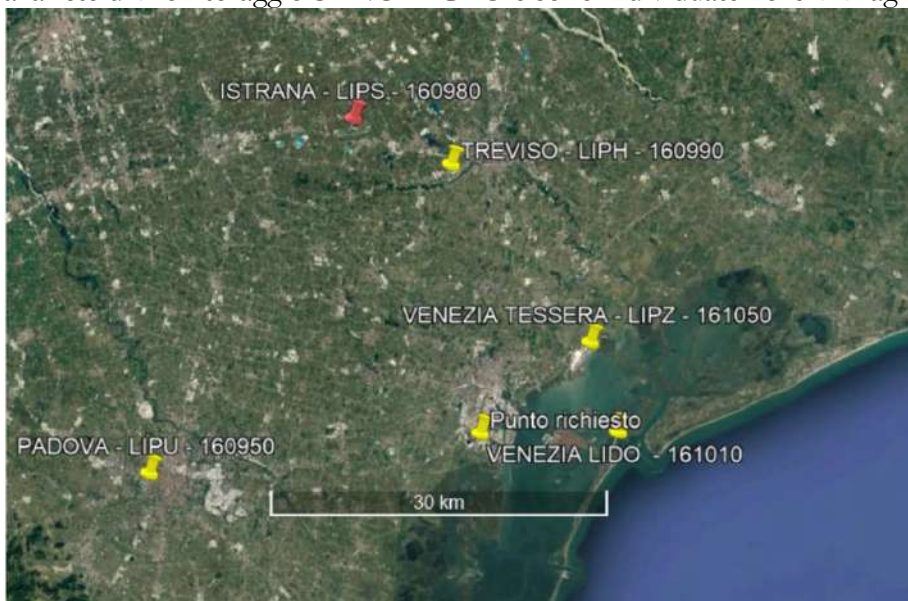 ISTRANA - LIPS - 160980
TREVISO - LIPH - 160990
VENEZIA TESSERA - LIPZ - 161050
Punto richiesto
PADOVA - LIPU - 160950
VENEZIA LIDO - 161010
30 km